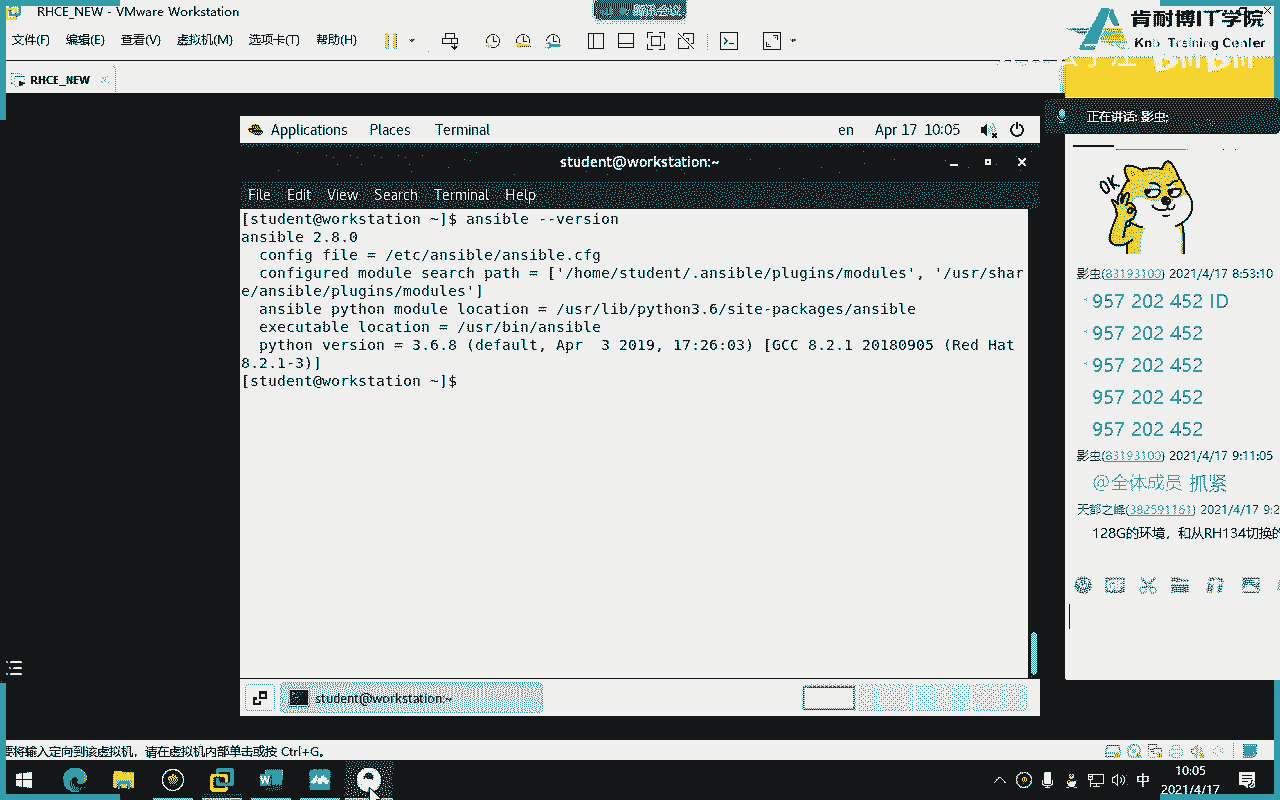 RHCE_NEW - VMware Workstation
文件(F) 编辑(E) 查看(V) 虚拟机(M) 选项卡(T) 帮助(H)
RHCE_NEW
肯耐博IT学院
Knb Training Center
正在讲话: 影虫;
Applications Places Terminal
en Apr 17 10:05
student@workstation:~
File Edit View Search Terminal Help
[student@workstation ~]$ ansible --version
ansible 2.8.0
config file = /etc/ansible/ansible.cfg
configured module search path = ['/home/student/.ansible/plugins/modules', '/usr/shar
e/ansible/plugins/modules']
ansible python module location = /usr/lib/python3.6/site-packages/ansible
executable location = /usr/bin/ansible
python version = 3.6.8 (default, Apr  3 2019, 17:26:03) [GCC 8.2.1 20180905 (Red Hat
8.2.1-3)]
[student@workstation ~]$
student@workstation:~
OK
影虫(83193100) 2021/4/17 8:53:10
957 202 452 ID
957 202 452
957 202 452
957 202 452
957 202 452
影虫(83193100) 2021/4/17 9:11:05
@全体成员 抓紧
天都之峰(382591161) 2021/4/17 9:2
128G的环境，和从RH134切换的
要将输入定向到该虚拟机，请在虚拟机内部单击或按 Ctrl+G。
中
10:05
2021/4/17